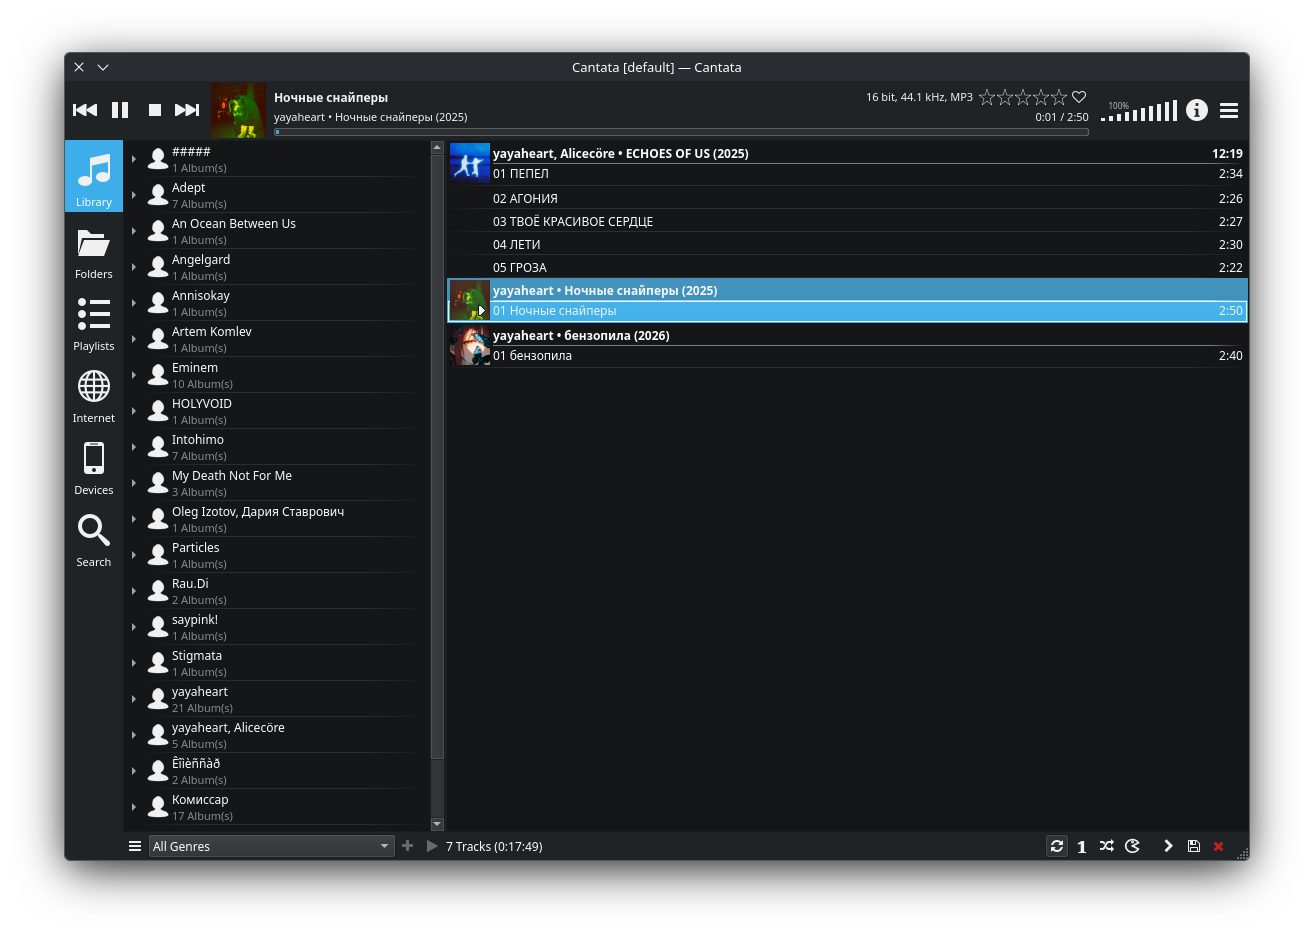 Cantata [default] — Cantata
Ночные снайперы
yayaheart • Ночные снайперы (2025)
16 bit, 44.1 kHz, MP3
0:01 / 2:50
100%
Library
Folders
Playlists
Internet
Devices
Search
#####
1 Album(s)
Adept
7 Album(s)
An Ocean Between Us
1 Album(s)
Angelgard
1 Album(s)
Annisokay
1 Album(s)
Artem Komlev
1 Album(s)
Eminem
10 Album(s)
HOLYVOID
1 Album(s)
Intohimo
7 Album(s)
My Death Not For Me
3 Album(s)
Oleg Izotov, Дария Ставрович
1 Album(s)
Particles
1 Album(s)
Rau.Di
2 Album(s)
saypink!
1 Album(s)
Stigmata
1 Album(s)
yayaheart
21 Album(s)
yayaheart, Alicecöre
5 Album(s)
Êîìèññàð
2 Album(s)
Комиссар
17 Album(s)
yayaheart, Alicecöre • ECHOES OF US (2025) 12:19
01 ПЕПЕЛ 2:34
02 АГОНИЯ 2:26
03 ТВОЁ КРАСИВОЕ СЕРДЦЕ 2:27
04 ЛЕТИ 2:30
05 ГРОЗА 2:22
yayaheart • Ночные снайперы (2025)
01 Ночные снайперы 2:50
yayaheart • бензопила (2026)
01 бензопила 2:40
All Genres
7 Tracks (0:17:49)
1